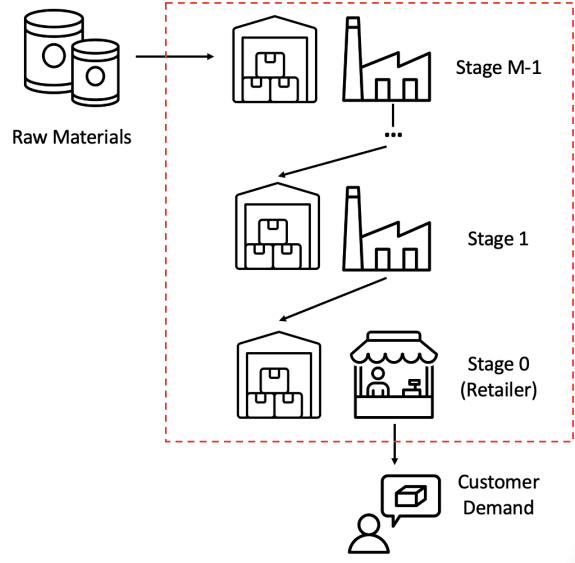 Stage M-1
Raw Materials
...
Stage 1
Stage 0
(Retailer)
Customer
Demand